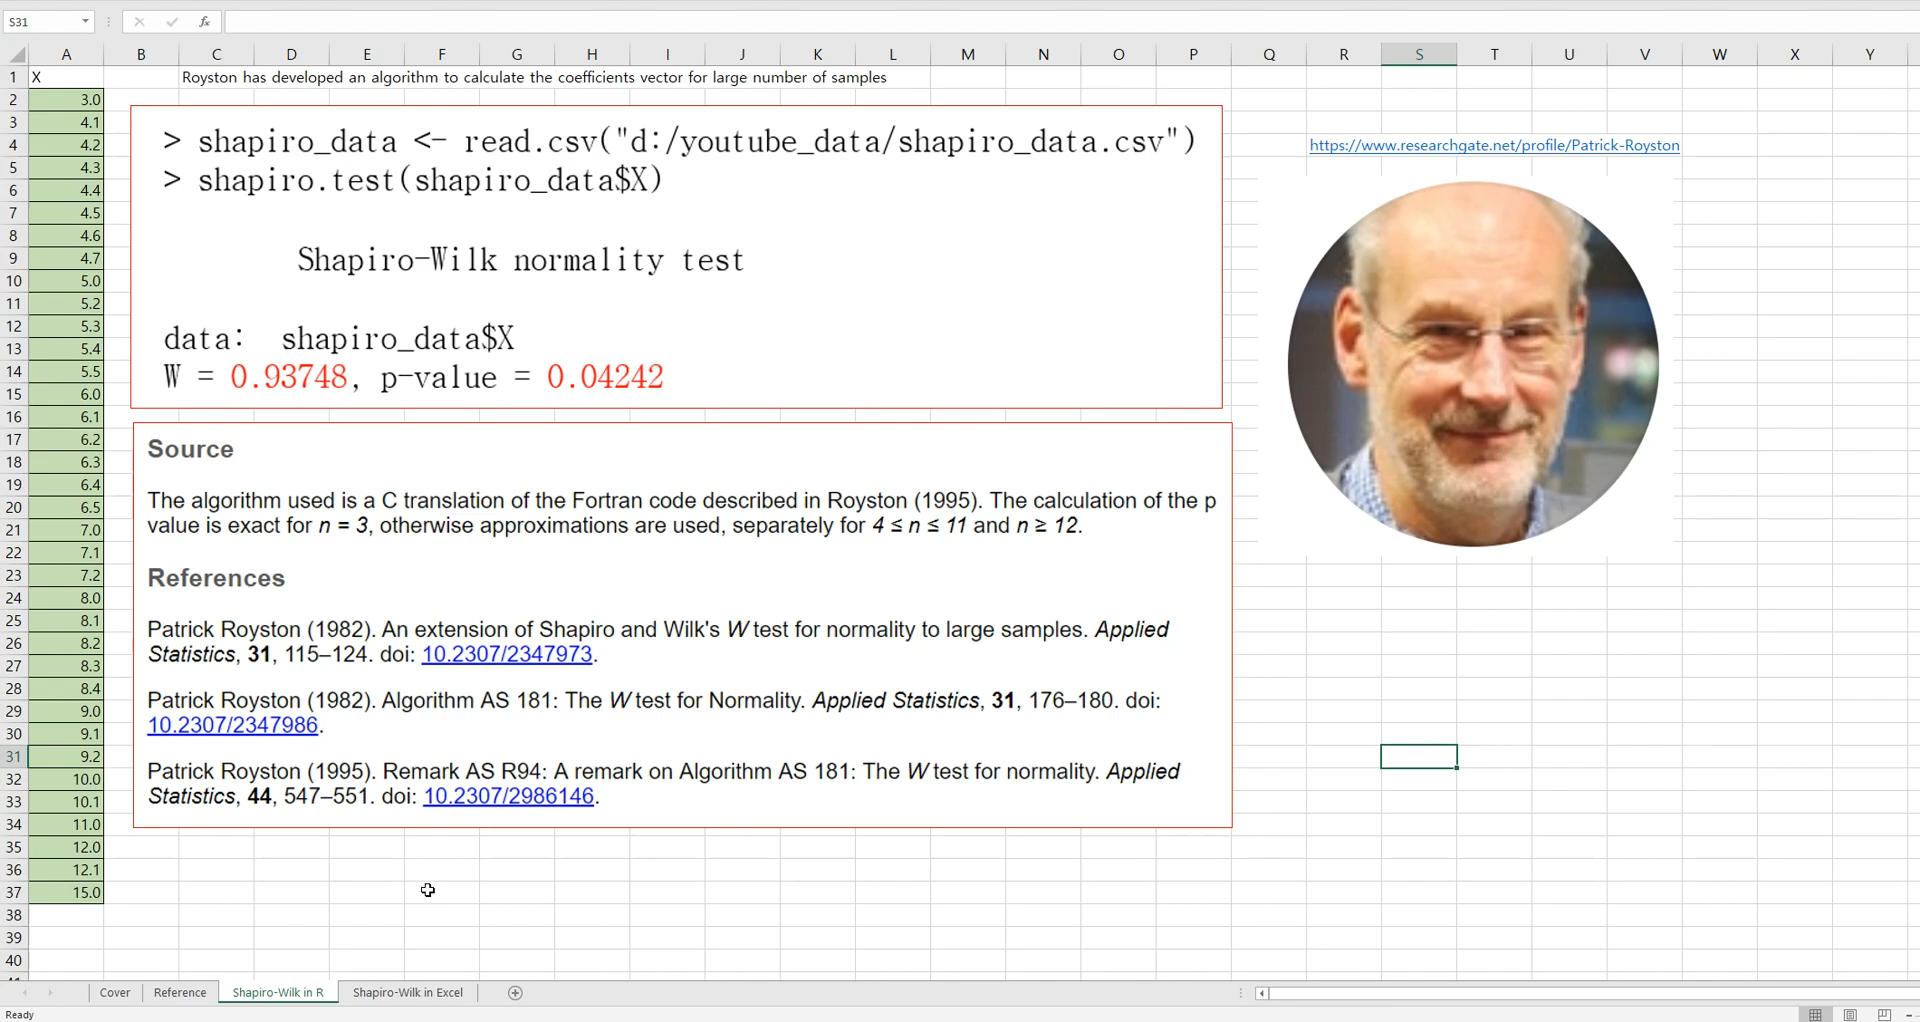 S31
fx
A B C D E F G H I J K L M N O P Q R S T U V W X Y
1 X Royston has developed an algorithm to calculate the coefficients vector for large number of samples
2 3.0
3 4.1
4 4.2
5 4.3
6 4.4
7 4.5
8 4.6
9 4.7
10 5.0
11 5.2
12 5.3
13 5.4
14 5.5
15 6.0
16 6.1
17 6.2
18 6.3
19 6.4
20 6.5
21 7.0
22 7.1
23 7.2
24 8.0
25 8.1
26 8.2
27 8.3
28 8.4
29 9.0
30 9.1
31 9.2
32 10.0
33 10.1
34 11.0
35 12.0
36 12.1
37 15.0
38
39
40
> shapiro_data <- read.csv("d:/youtube_data/shapiro_data.csv")
> shapiro.test(shapiro_data$X)
Shapiro-Wilk normality test
data: shapiro_data$X
W = 0.93748, p-value = 0.04242
https://www.researchgate.net/profile/Patrick-Royston
Source
The algorithm used is a C translation of the Fortran code described in Royston (1995). The calculation of the p
value is exact for n = 3, otherwise approximations are used, separately for 4 ≤ n ≤ 11 and n ≥ 12.
References
Patrick Royston (1982). An extension of Shapiro and Wilk's W test for normality to large samples. Applied
Statistics, 31, 115–124. doi: 10.2307/2347973.
Patrick Royston (1982). Algorithm AS 181: The W test for Normality. Applied Statistics, 31, 176–180. doi:
10.2307/2347986.
Patrick Royston (1995). Remark AS R94: A remark on Algorithm AS 181: The W test for normality. Applied
Statistics, 44, 547–551. doi: 10.2307/2986146.
Cover Reference Shapiro-Wilk in R Shapiro-Wilk in Excel
Ready